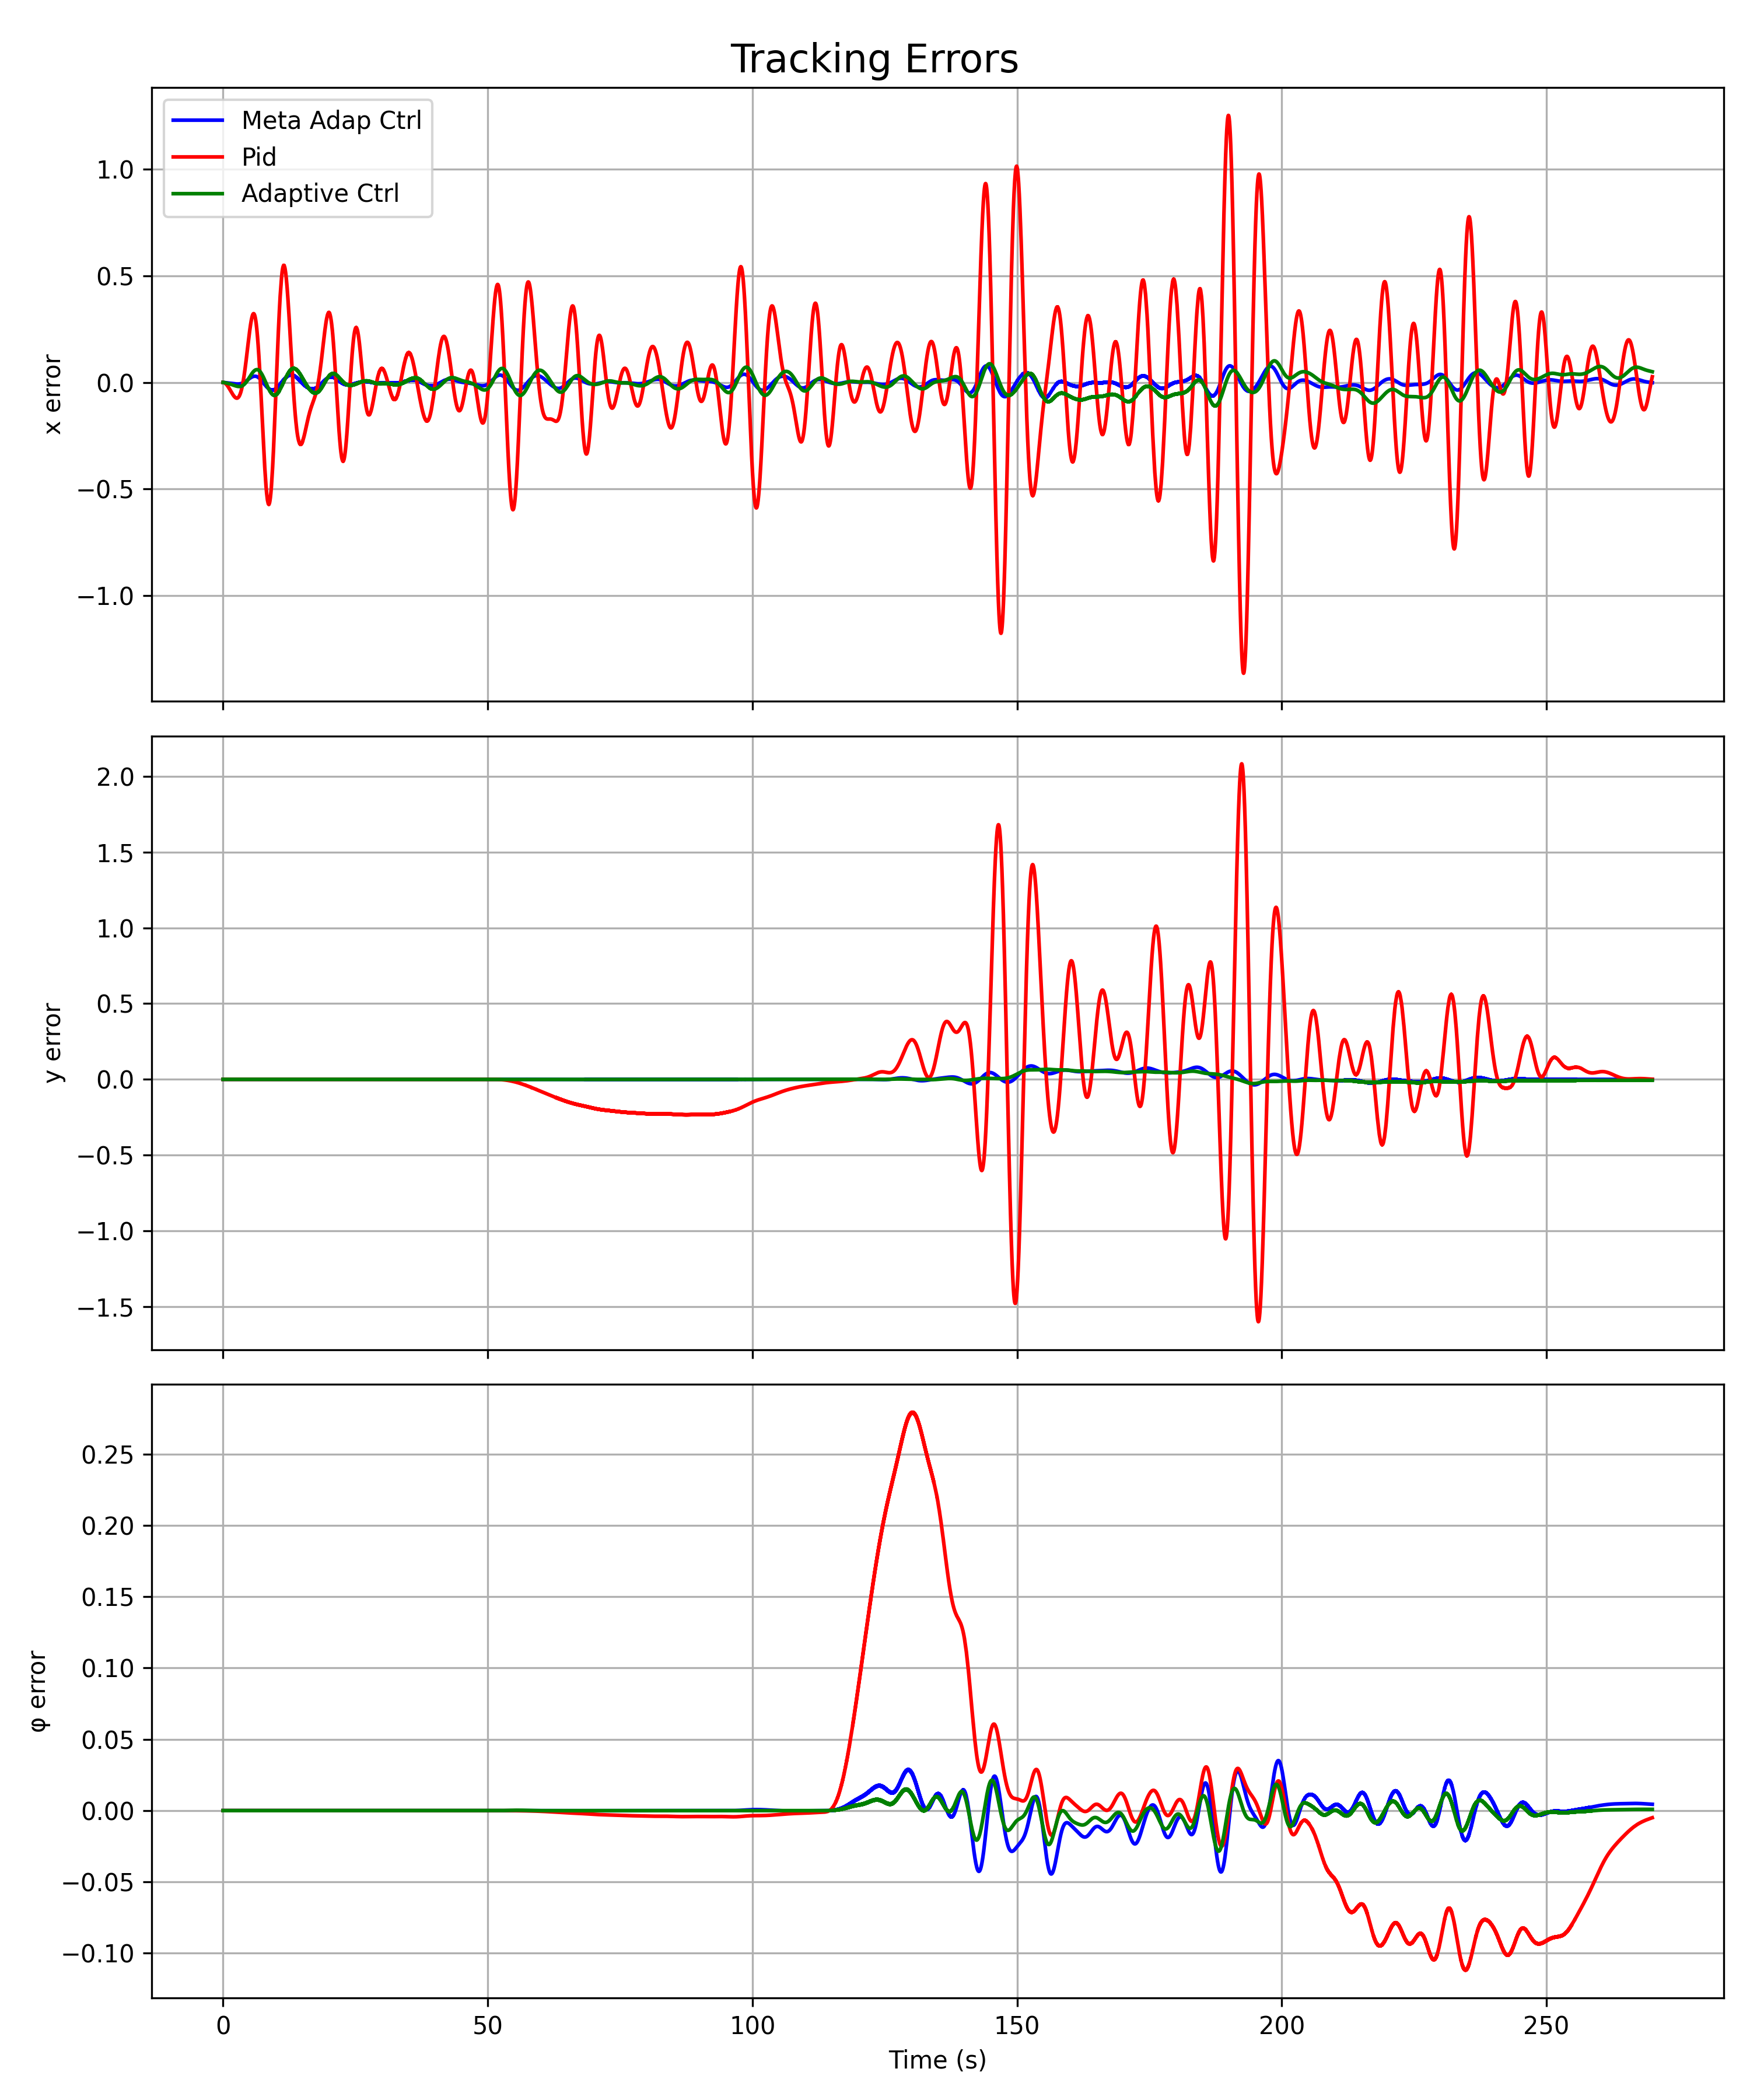 Tracking Errors
Meta Adap Ctrl
Pid
Adaptive Ctrl
1.0
0.5
0.0
−0.5
−1.0
x error
2.0
1.5
1.0
0.5
0.0
−0.5
−1.0
−1.5
y error
0.25
0.20
0.15
0.10
0.05
0.00
−0.05
−0.10
φ error
0 50 100 150 200 250
Time (s)